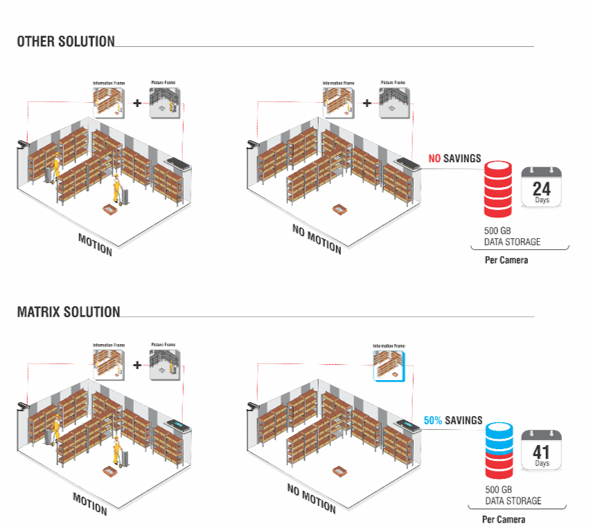 OTHER SOLUTION
Information Frame
+
Picture Frame
Information Frame
+
Picture Frame
MOTION
NO MOTION
NO SAVINGS
24
Days
500 GB
DATA STORAGE
Per Camera
MATRIX SOLUTION
Information Frame
+
Picture Frame
Information Frame
MOTION
NO MOTION
50% SAVINGS
41
Days
500 GB
DATA STORAGE
Per Camera